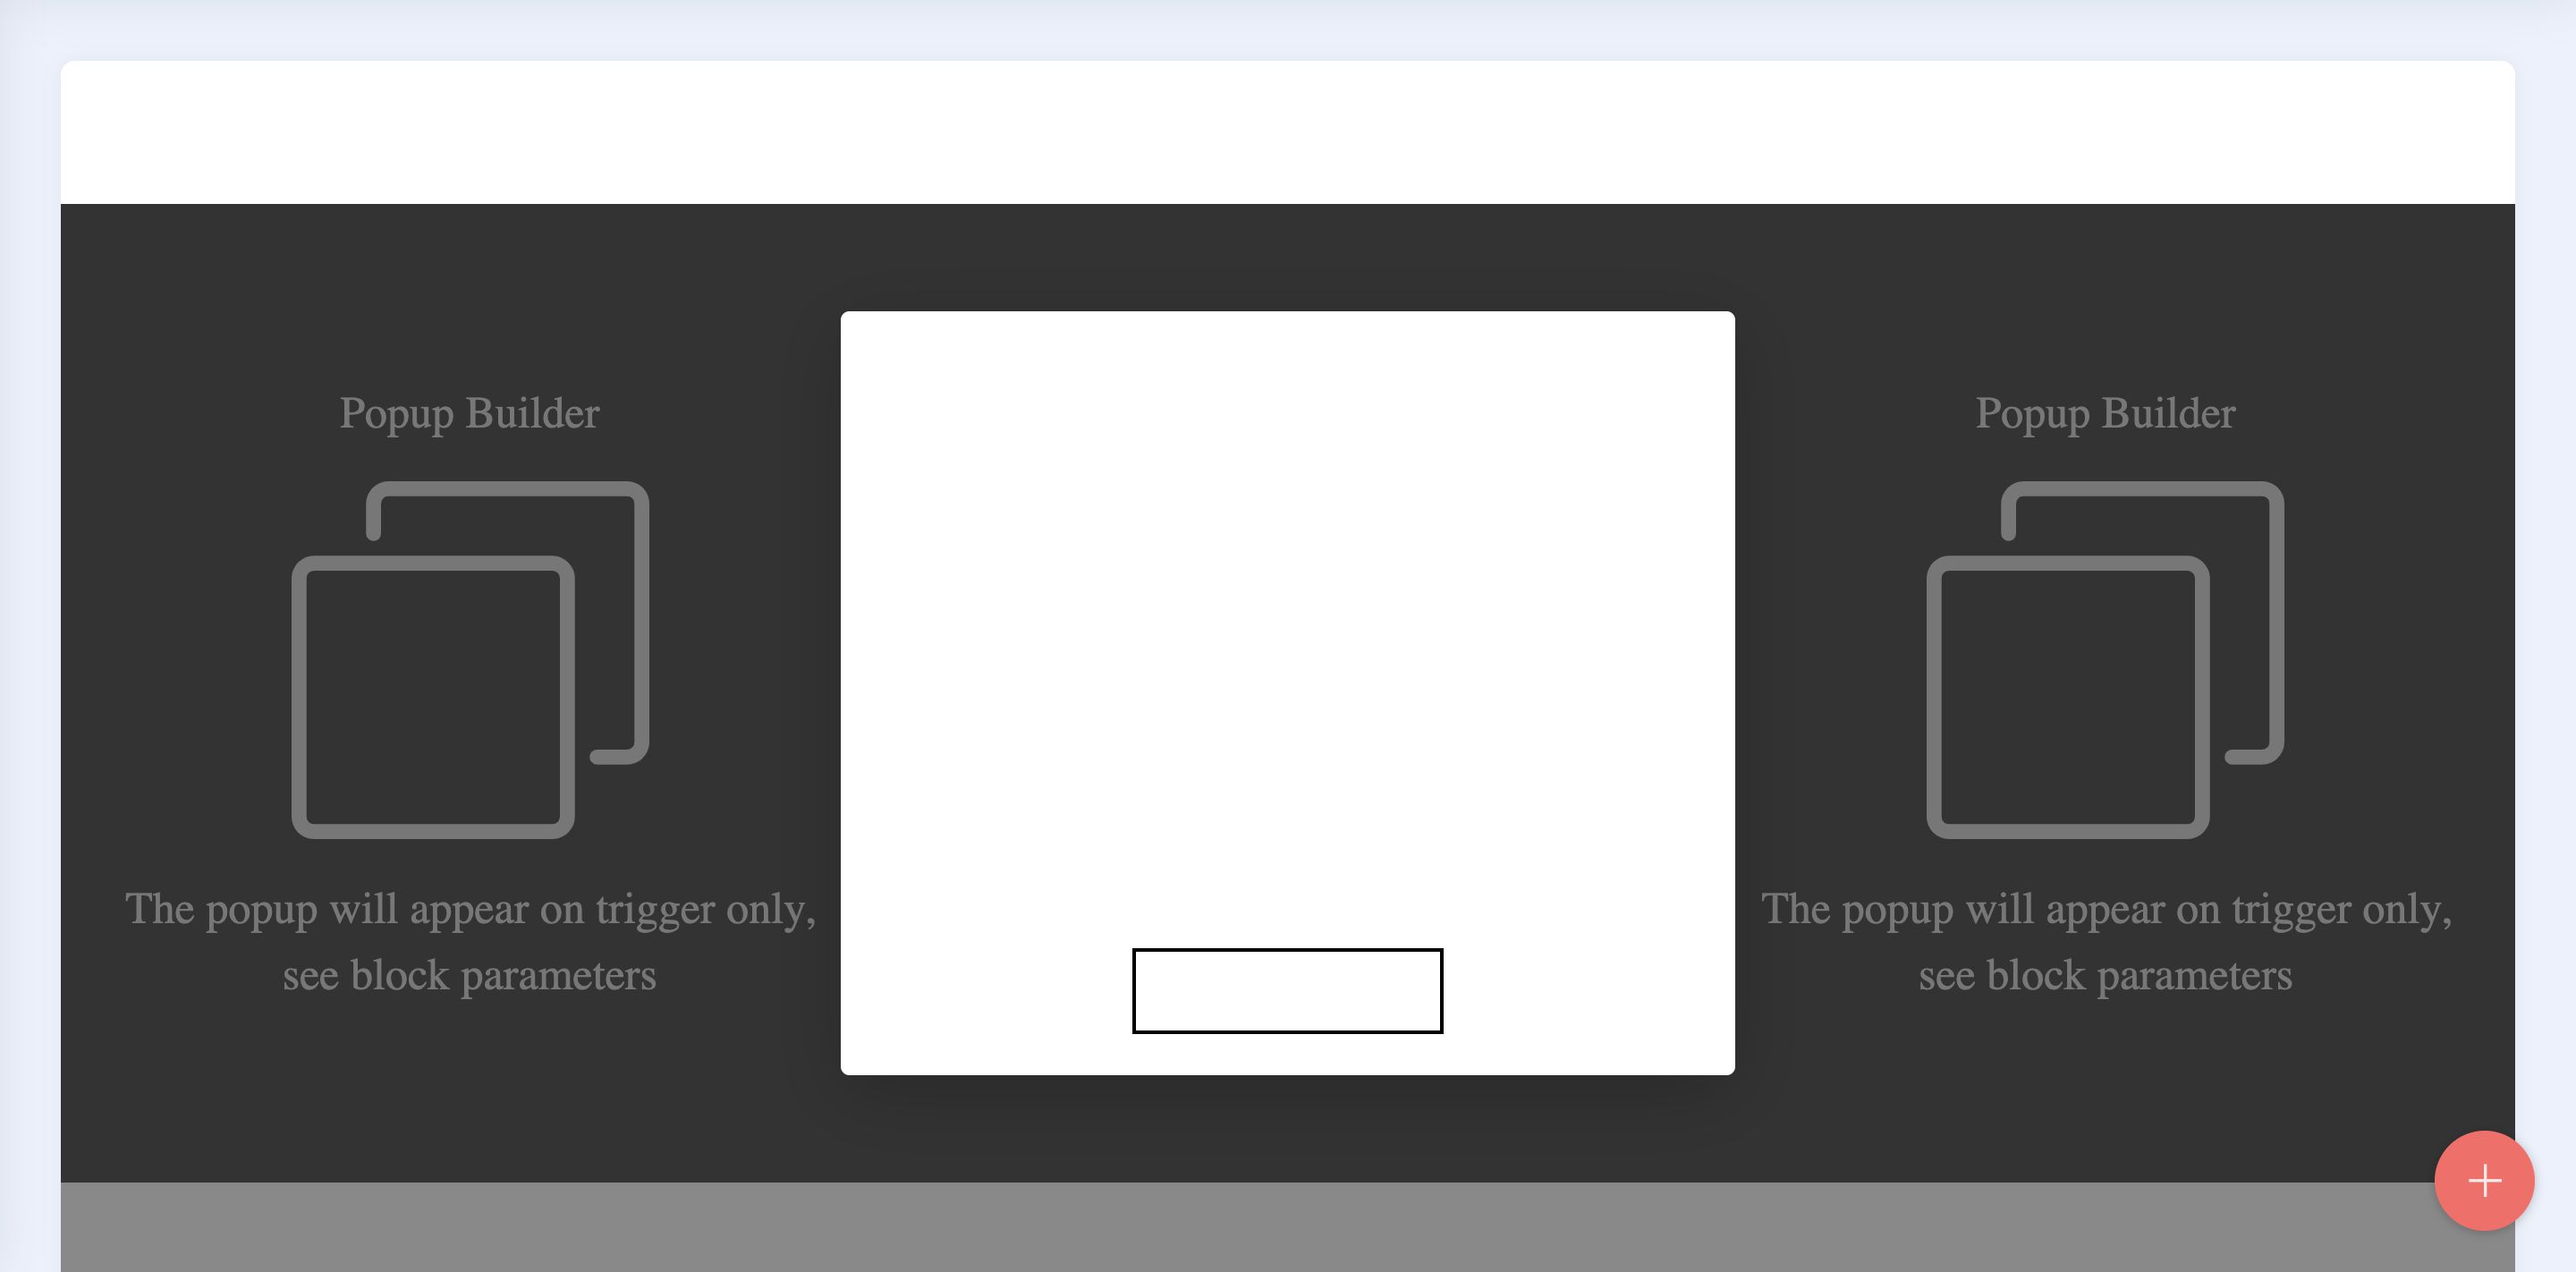 Popup Builder
The popup will appear on trigger only,
see block parameters
Popup Builder
The popup will appear on trigger only,
see block parameters